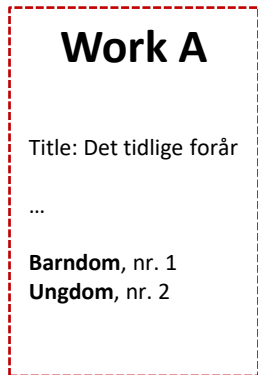 Work A
Title: Det tidlige forår
…
Barndom, nr. 1
Ungdom, nr. 2